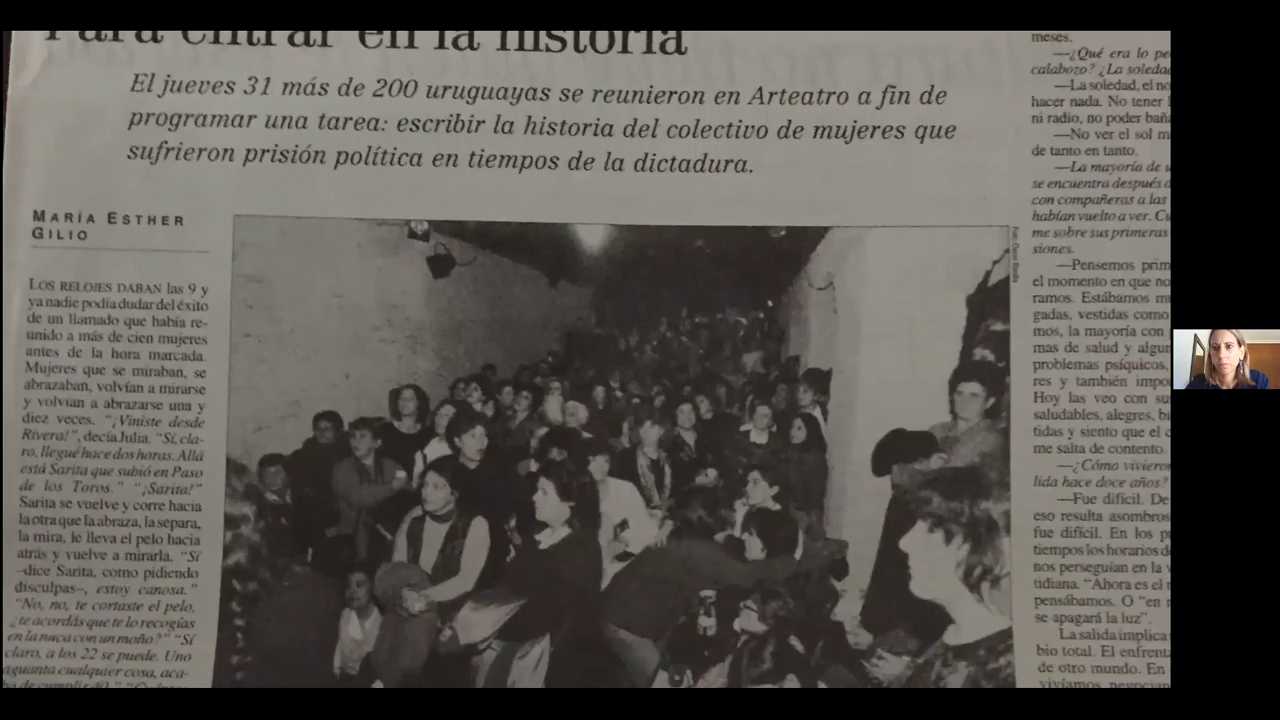 Para entrar en la historia
El jueves 31 más de 200 uruguayas se reunieron en Arteatro a fin de
programar una tarea: escribir la historia del colectivo de mujeres que
sufrieron prisión política en tiempos de la dictadura.
MARÍA ESTHER
GILIO
LOS RELOJES DABAN las 9 y
ya nadie podía dudar del éxito
de un llamado que había re-
unido a más de cien mujeres
antes de la hora marcada.
Mujeres que se miraban, se
abrazaban, volvían a mirarse
y volvían a abrazarse una y
diez veces. "¡Viniste desde
Rivera!", decía Julia. "Sí, cla-
ro, llegué hace dos horas. Allá
está Sarita que subió en Paso
de los Toros." "¡Sarita!"
Sarita se vuelve y corre hacia
la otra que la abraza, la separa,
la mira, le lleva el pelo hacia
atrás y vuelve a mirarla. "Sí
–dice Sarita, como pidiendo
disculpas–, estoy canosa."
"No, no, te cortaste el pelo,
¿te acordás que te lo recogías
en la nuca con un moño?" "Sí
claro, a los 22 se puede. Uno
aguanta cualquier cosa, aca-
bo de cumplir 40."
meses.
—¿Qué era lo pe
calabozo? ¿La soledad
—La soledad, el no
hacer nada. No tener
ni radio, no poder baña
—No ver el sol m
de tanto en tanto.
—La mayoría de u
se encuentra después d
con compañeros a las
habían vuelto a ver. Cu
me sobre sus primeras
siones.
—Pensemos prim
el momento en que no
ramos. Estábamos mu
gadas, vestidas como
mos, la mayoría con
mas de salud y algun
problemas psíquicos,
res y también impo
Hoy las veo con su
saludables, alegres, bi
tidas y siento que el c
me salta de contento.
—¿Cómo vivieron
lida hace doce años?
—Fue difícil. De
eso resulta asombros
fue difícil. En los p
tiempos los horarios de
nos perseguían en la v
tidiana. "Ahora es el r
pensábamos. O "en
se apagará la luz".
La salida implica
bio total. El enfrent
de otro mundo. En
vivíamos negocian